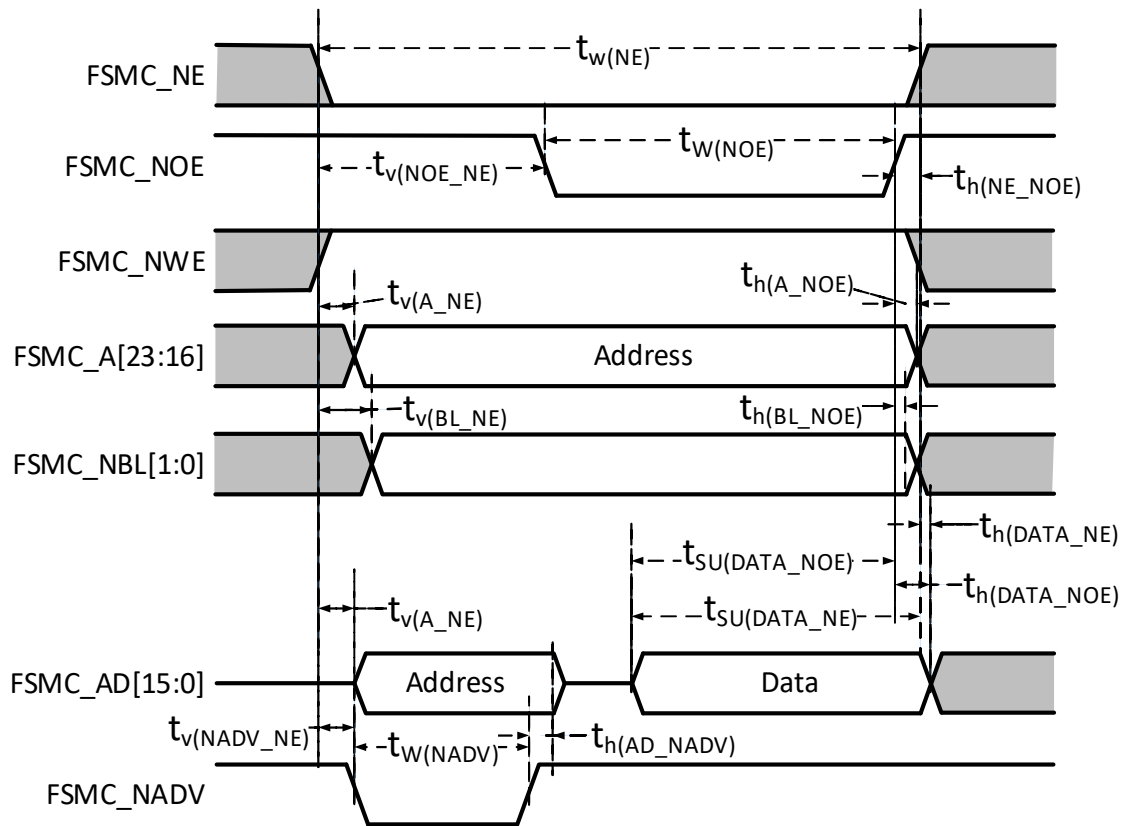 t_w(NE)
FSMC_NE
t_W(NOE)
FSMC_NOE
t_v(NOE_NE)
t_h(NE_NOE)
FSMC_NWE
t_h(A_NOE)
t_v(A_NE)
FSMC_A[23:16]
Address
t_v(BL_NE)
t_h(BL_NOE)
FSMC_NBL[1:0]
t_h(DATA_NE)
t_SU(DATA_NOE)
t_h(DATA_NOE)
t_v(A_NE)
t_SU(DATA_NE)
FSMC_AD[15:0]
Address
Data
t_v(NADV_NE)
t_W(NADV)
t_h(AD_NADV)
FSMC_NADV